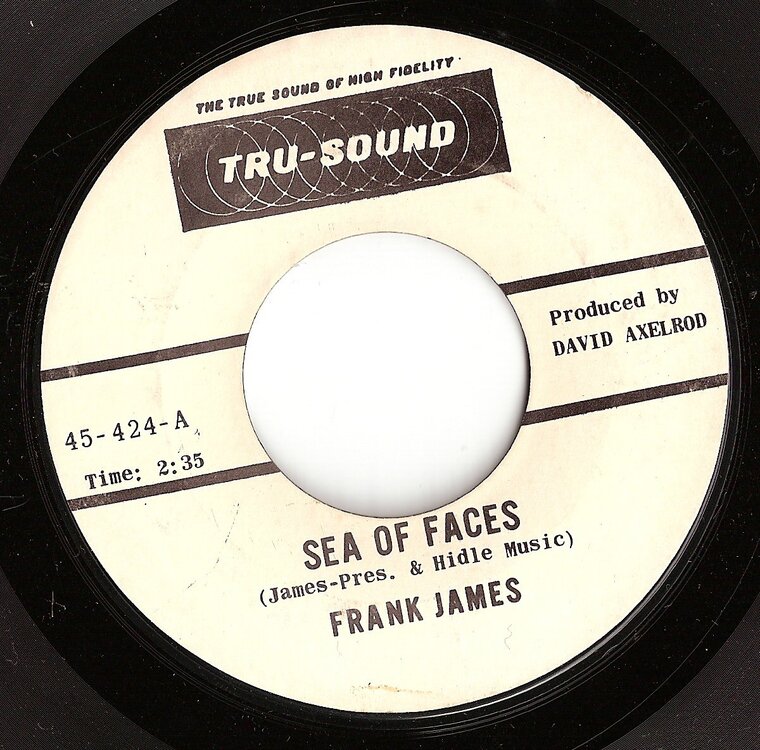 THE TRUE SOUND OF HIGH FIDELITY
TRU-SOUND
Produced by
DAVID AXELROD
45-424-A
Time: 2:35
SEA OF FACES
(James-Pres. & Hidle Music)
FRANK JAMES